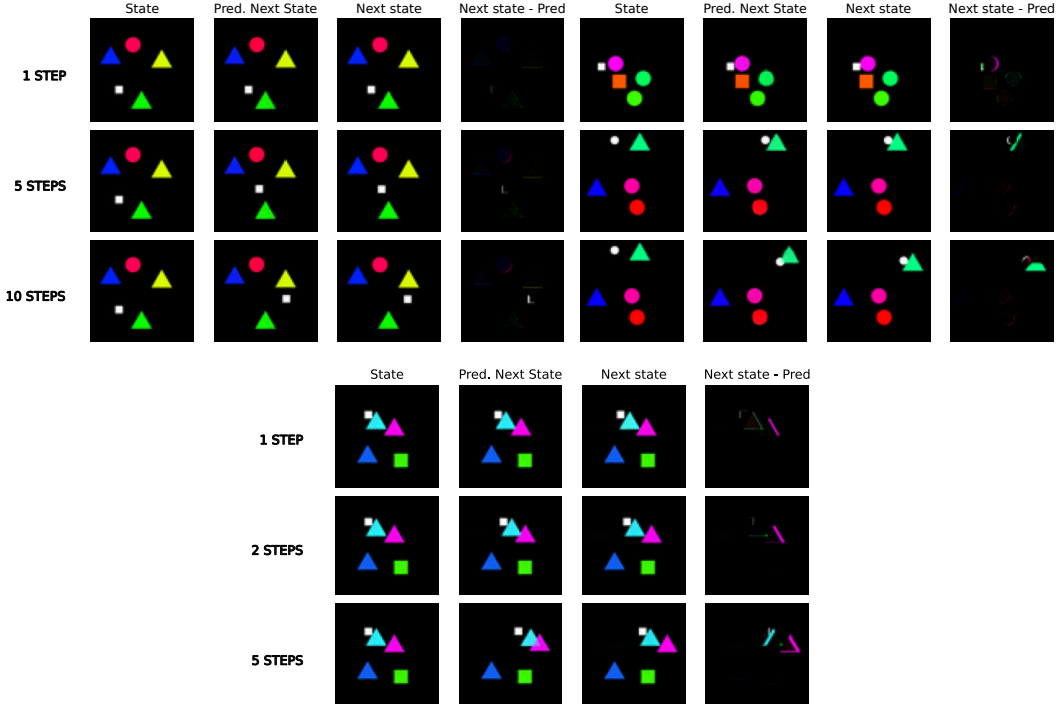 State Pred. Next State Next state Next state - Pred State Pred. Next State Next state Next state - Pred
1 STEP
5 STEPS
10 STEPS
State Pred. Next State Next state Next state - Pred
1 STEP
2 STEPS
5 STEPS